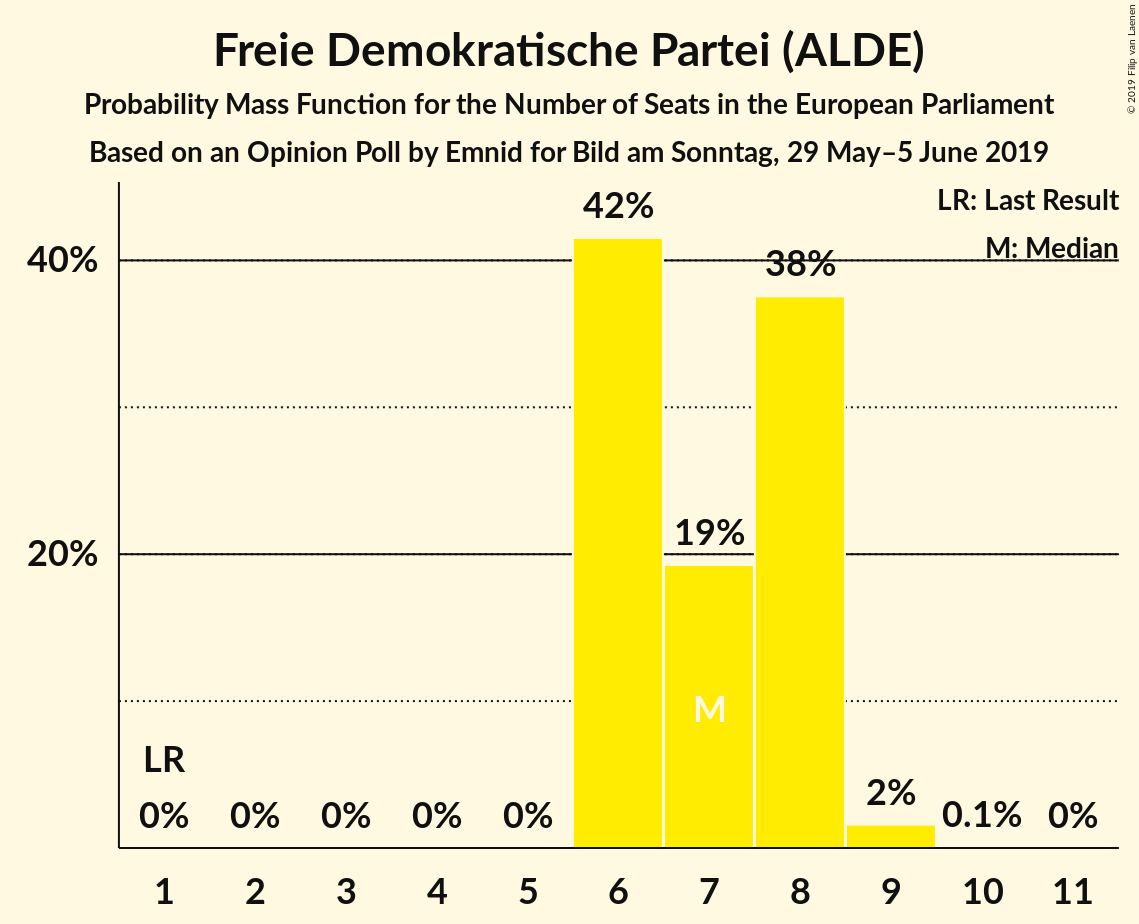 Freie Demokratische Partei (ALDE)
Probability Mass Function for the Number of Seats in the European Parliament
Based on an Opinion Poll by Emnid for Bild am Sonntag, 29 May–5 June 2019
© 2019 Filip van Laenen
LR: Last Result
M: Median
40%
20%
42%
38%
19%
M
LR
0%
0%
0%
0%
0%
2%
0.1%
0%
1 2 3 4 5 6 7 8 9 10 11